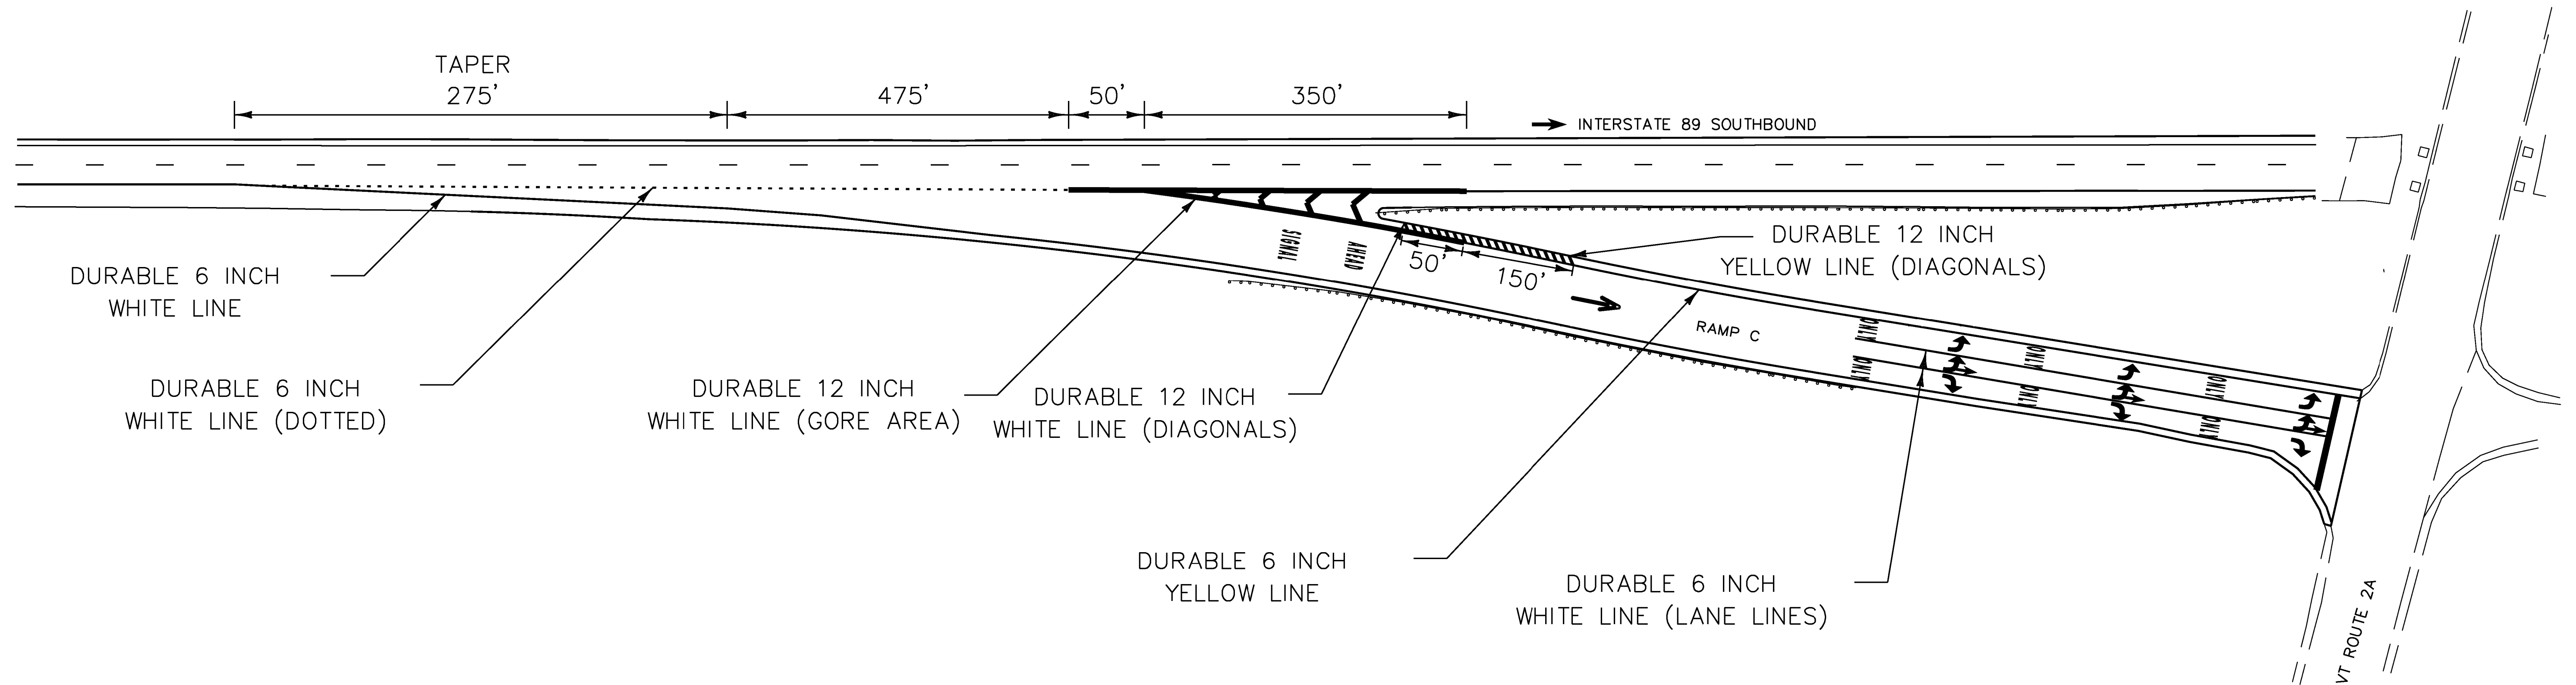 TAPER
275' 475' 50' 350'
INTERSTATE 89 SOUTHBOUND
DURABLE 12 INCH
YELLOW LINE (DIAGONALS)
SIGNAL
AHEAD
50'
150'
DURABLE 6 INCH
WHITE LINE
RAMP C
ONLY ONLY ONLY
ONLY ONLY ONLY
DURABLE 6 INCH
WHITE LINE (DOTTED)
DURABLE 12 INCH
WHITE LINE (GORE AREA)
DURABLE 12 INCH
WHITE LINE (DIAGONALS)
DURABLE 6 INCH
YELLOW LINE
DURABLE 6 INCH
WHITE LINE (LANE LINES)
VT ROUTE 2A